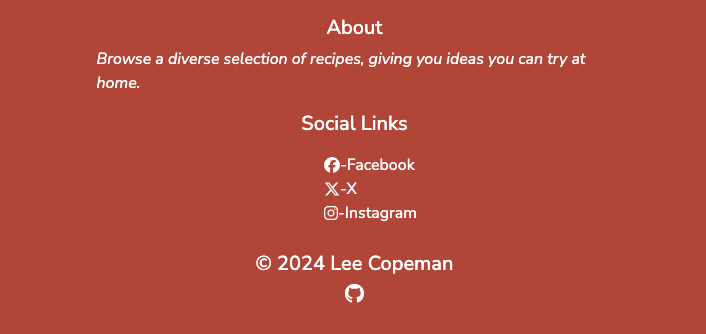 About
Browse a diverse selection of recipes, giving you ideas you can try at
home.
Social Links
-Facebook
-X
-Instagram
© 2024 Lee Copeman